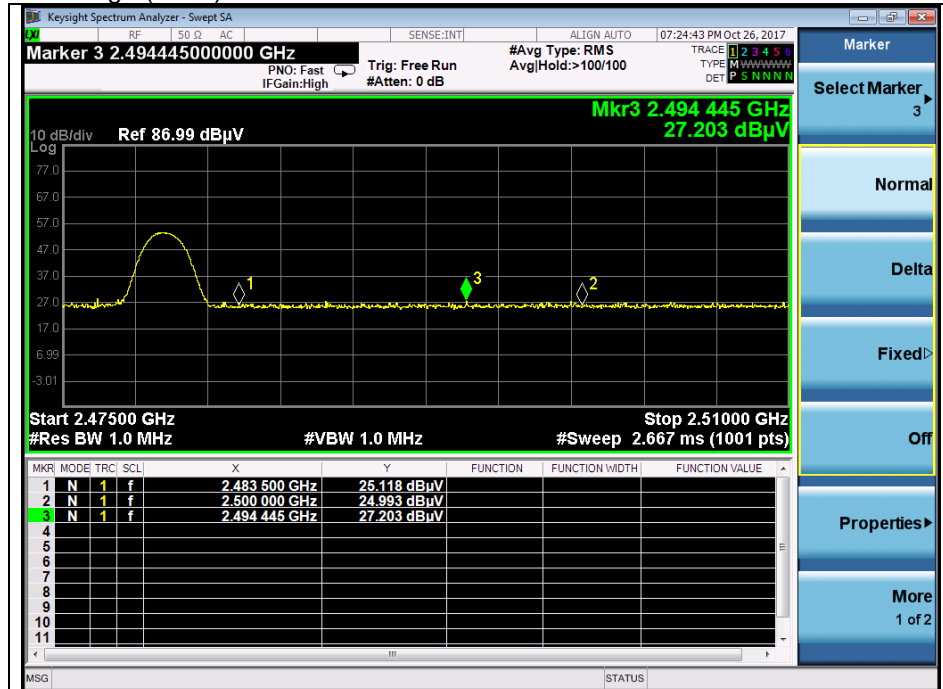 Keysight Spectrum Analyzer - Swept SA
LXI RF 50 Ω AC SENSE:INT ALIGN AUTO 07:24:43 PM Oct 26, 2017
Marker 3 2.494445000000 GHz
PNO: Fast
IFGain:High
Trig: Free Run
#Atten: 0 dB
#Avg Type: RMS
Avg|Hold:>100/100
TRACE 1 2 3 4 5 6
TYPE M WWWWW
DET P S N N N N
Mkr3 2.494 445 GHz
27.203 dBµV
10 dB/div Ref 86.99 dBµV
Log
77.0
67.0
57.0
47.0
37.0
27.0
17.0
6.99
-3.01
1
3
2
Start 2.47500 GHz Stop 2.51000 GHz
#Res BW 1.0 MHz #VBW 1.0 MHz #Sweep 2.667 ms (1001 pts)
MKR MODE TRC SCL X Y FUNCTION FUNCTION WIDTH FUNCTION VALUE
1 N 1 f 2.483 500 GHz 25.118 dBµV
2 N 1 f 2.500 000 GHz 24.993 dBµV
3 N 1 f 2.494 445 GHz 27.203 dBµV
4
5
6
7
8
9
10
11
MSG STATUS
Marker
Select Marker
3
Normal
Delta
Fixed
Off
Properties
More
1 of 2